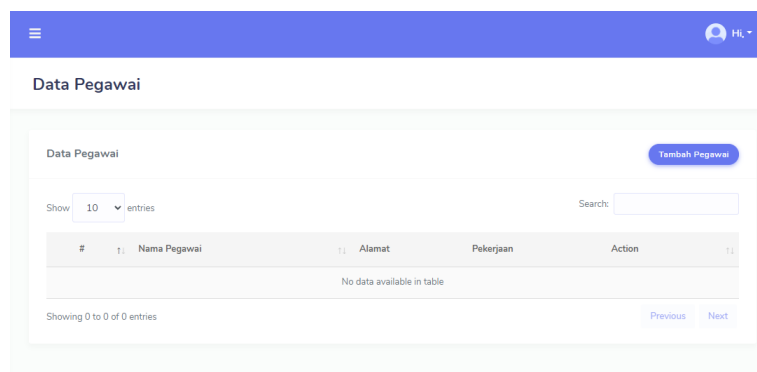 Hi,
Data Pegawai
Data Pegawai Tambah Pegawai
Show 10 entries Search:
# Nama Pegawai Alamat Pekerjaan Action
No data available in table
Showing 0 to 0 of 0 entries Previous Next